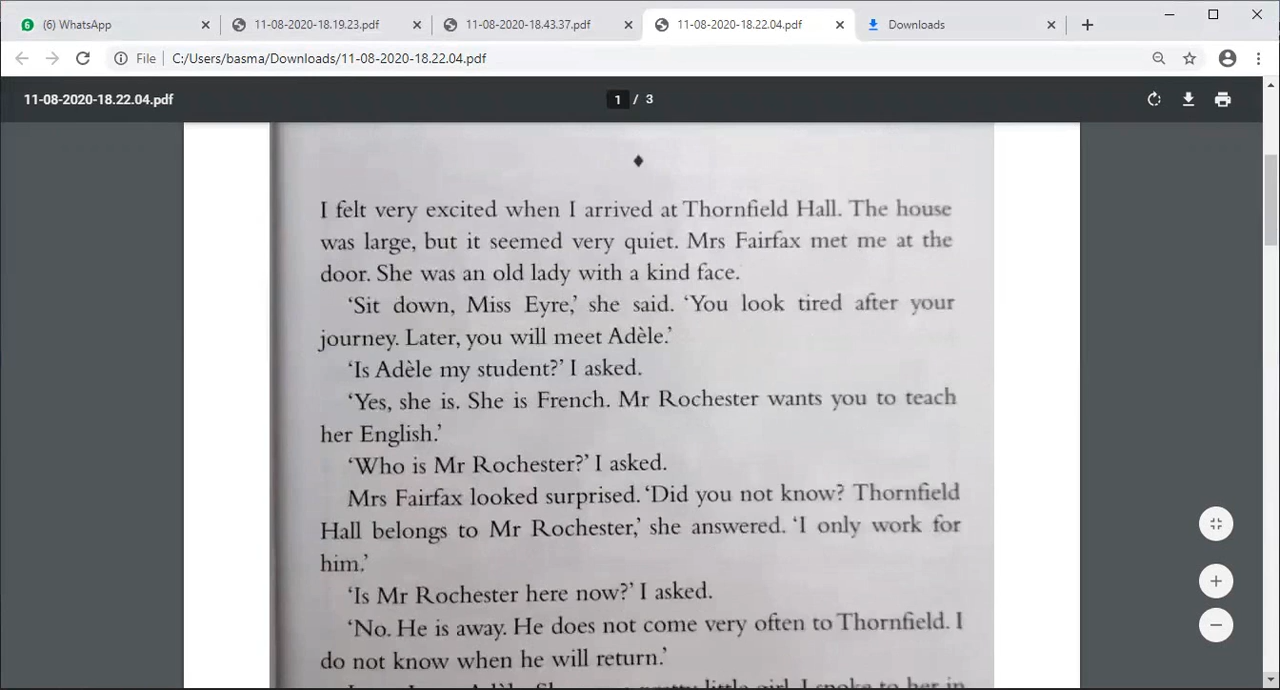 (6) WhatsApp
11-08-2020-18.19.23.pdf
11-08-2020-18.43.37.pdf
11-08-2020-18.22.04.pdf
Downloads
File
C:/Users/basma/Downloads/11-08-2020-18.22.04.pdf
11-08-2020-18.22.04.pdf
1 / 3
I felt very excited when I arrived at Thornfield Hall. The house
was large, but it seemed very quiet. Mrs Fairfax met me at the
door. She was an old lady with a kind face.
‘Sit down, Miss Eyre,’ she said. ‘You look tired after your
journey. Later, you will meet Adèle.’
‘Is Adèle my student?’ I asked.
‘Yes, she is. She is French. Mr Rochester wants you to teach
her English.’
‘Who is Mr Rochester?’ I asked.
Mrs Fairfax looked surprised. ‘Did you not know? Thornfield
Hall belongs to Mr Rochester,’ she answered. ‘I only work for
him.’
‘Is Mr Rochester here now?’ I asked.
‘No. He is away. He does not come very often to Thornfield. I
do not know when he will return.’
little girl. I spoke to her in